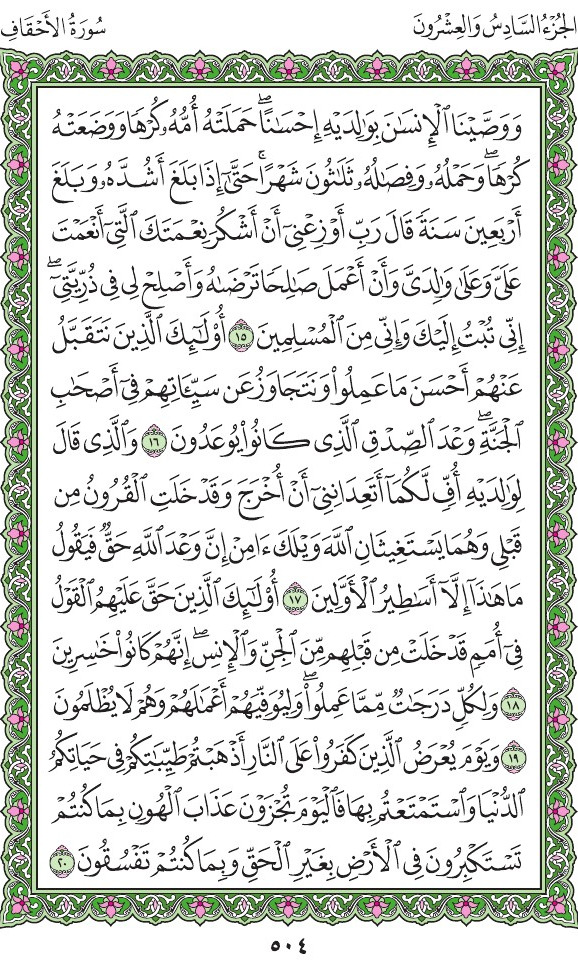 الجُزْءُ السَّادِسُ وَالعِشْرُونَ
سُورَةُ الأَحْقَافِ
وَوَصَّيْنَا ٱلْإِنسَٰنَ بِوَٰلِدَيْهِ إِحْسَٰنًاۖ حَمَلَتْهُ أُمُّهُۥ كُرْهًا وَوَضَعَتْهُ
كُرْهًاۖ وَحَمْلُهُۥ وَفِصَٰلُهُۥ ثَلَٰثُونَ شَهْرًاۚ حَتَّىٰٓ إِذَا بَلَغَ أَشُدَّهُۥ وَبَلَغَ
أَرْبَعِينَ سَنَةً قَالَ رَبِّ أَوْزِعْنِىٓ أَنْ أَشْكُرَ نِعْمَتَكَ ٱلَّتِىٓ أَنْعَمْتَ
عَلَىَّ وَعَلَىٰ وَٰلِدَىَّ وَأَنْ أَعْمَلَ صَٰلِحًا تَرْضَىٰهُ وَأَصْلِحْ لِى فِى ذُرِّيَّتِىٓۖ
إِنِّى تُبْتُ إِلَيْكَ وَإِنِّى مِنَ ٱلْمُسْلِمِينَ ١٥ أُو۟لَٰٓئِكَ ٱلَّذِينَ نَتَقَبَّلُ
عَنْهُمْ أَحْسَنَ مَا عَمِلُوا۟ وَنَتَجَاوَزُ عَن سَيِّـَٔاتِهِمْ فِىٓ أَصْحَٰبِ
ٱلْجَنَّةِۖ وَعْدَ ٱلصِّدْقِ ٱلَّذِى كَانُوا۟ يُوعَدُونَ ١٦ وَٱلَّذِى قَالَ
لِوَٰلِدَيْهِ أُفٍّ لَّكُمَآ أَتَعِدَانِنِىٓ أَنْ أُخْرَجَ وَقَدْ خَلَتِ ٱلْقُرُونُ مِن
قَبْلِى وَهُمَا يَسْتَغِيثَانِ ٱللَّهَ وَيْلَكَ ءَامِنْ إِنَّ وَعْدَ ٱللَّهِ حَقٌّ فَيَقُولُ
مَا هَٰذَآ إِلَّآ أَسَٰطِيرُ ٱلْأَوَّلِينَ ١٧ أُو۟لَٰٓئِكَ ٱلَّذِينَ حَقَّ عَلَيْهِمُ ٱلْقَوْلُ
فِىٓ أُمَمٍ قَدْ خَلَتْ مِن قَبْلِهِم مِّنَ ٱلْجِنِّ وَٱلْإِنسِۖ إِنَّهُمْ كَانُوا۟ خَٰسِرِينَ
١٨ وَلِكُلٍّ دَرَجَٰتٌ مِّمَّا عَمِلُوا۟ۖ وَلِيُوَفِّيَهُمْ أَعْمَٰلَهُمْ وَهُمْ لَا يُظْلَمُونَ
١٩ وَيَوْمَ يُعْرَضُ ٱلَّذِينَ كَفَرُوا۟ عَلَى ٱلنَّارِ أَذْهَبْتُمْ طَيِّبَٰتِكُمْ فِى حَيَاتِكُمُ
ٱلدُّنْيَا وَٱسْتَمْتَعْتُم بِهَا فَٱلْيَوْمَ تُجْزَوْنَ عَذَابَ ٱلْهُونِ بِمَا كُنتُمْ
تَسْتَكْبِرُونَ فِى ٱلْأَرْضِ بِغَيْرِ ٱلْحَقِّ وَبِمَا كُنتُمْ تَفْسُقُونَ ٢٠
٥٠٤